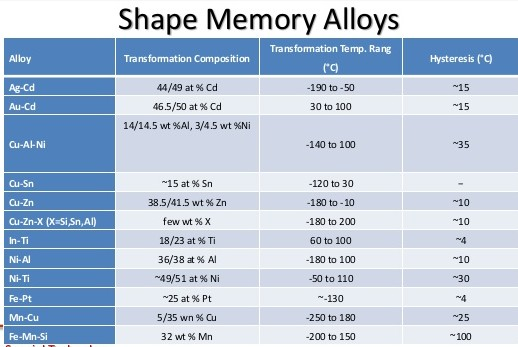 Shape Memory Alloys
Alloy Transformation Composition Transformation Temp. Rang (°C) Hysteresis (°C)
Ag-Cd 44/49 at % Cd -190 to -50 ~15
Au-Cd 46.5/50 at % Cd 30 to 100 ~15
Cu-Al-Ni 14/14.5 wt %Al, 3/4.5 wt %Ni -140 to 100 ~35
Cu-Sn ~15 at % Sn -120 to 30 –
Cu-Zn 38.5/41.5 wt % Zn -180 to -10 ~10
Cu-Zn-X (X=Si,Sn,Al) few wt % X -180 to 200 ~10
In-Ti 18/23 at % Ti 60 to 100 ~4
Ni-Al 36/38 at % Al -180 to 100 ~10
Ni-Ti ~49/51 at % Ni -50 to 110 ~30
Fe-Pt ~25 at % Pt ~-130 ~4
Mn-Cu 5/35 wn % Cu -250 to 180 ~25
Fe-Mn-Si 32 wt % Mn -200 to 150 ~100